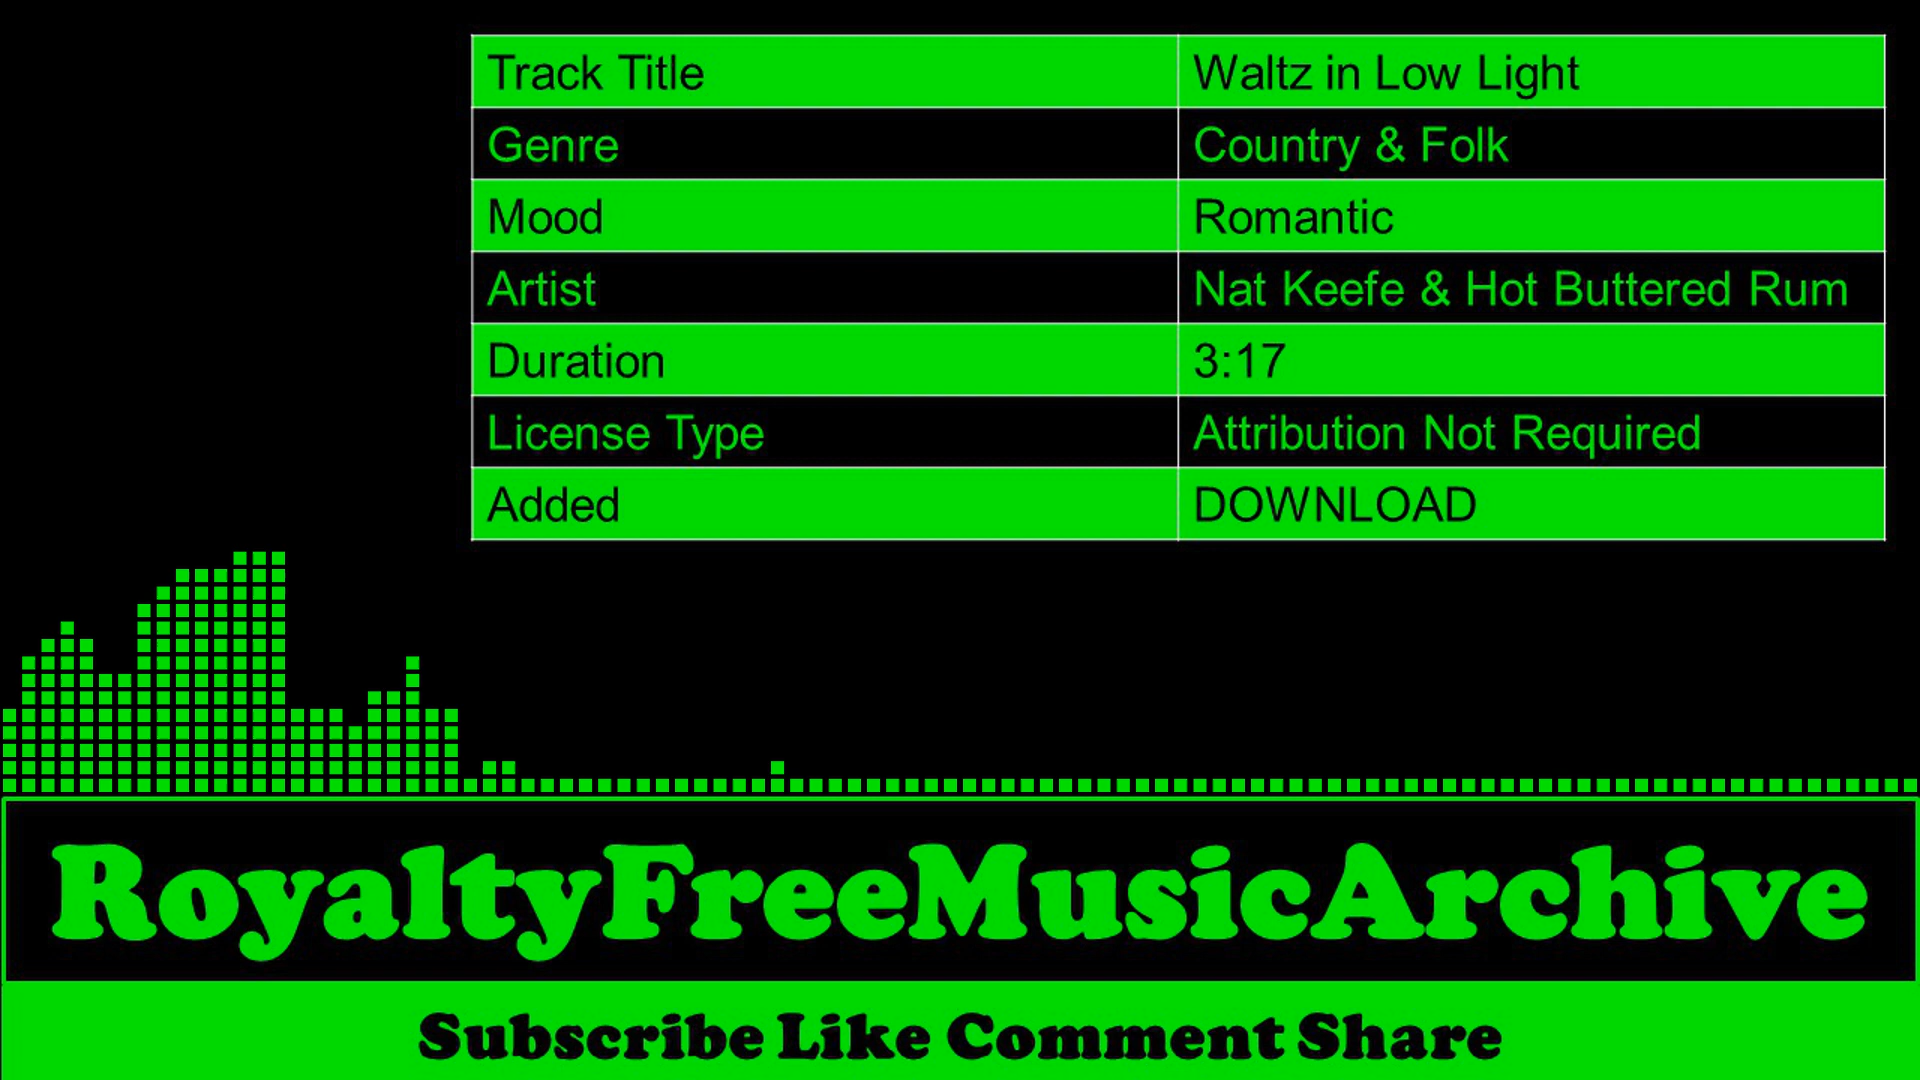 Track Title Waltz in Low Light
Genre Country & Folk
Mood Romantic
Artist Nat Keefe & Hot Buttered Rum
Duration 3:17
License Type Attribution Not Required
Added DOWNLOAD
RoyaltyFreeMusicArchive
Subscribe Like Comment Share